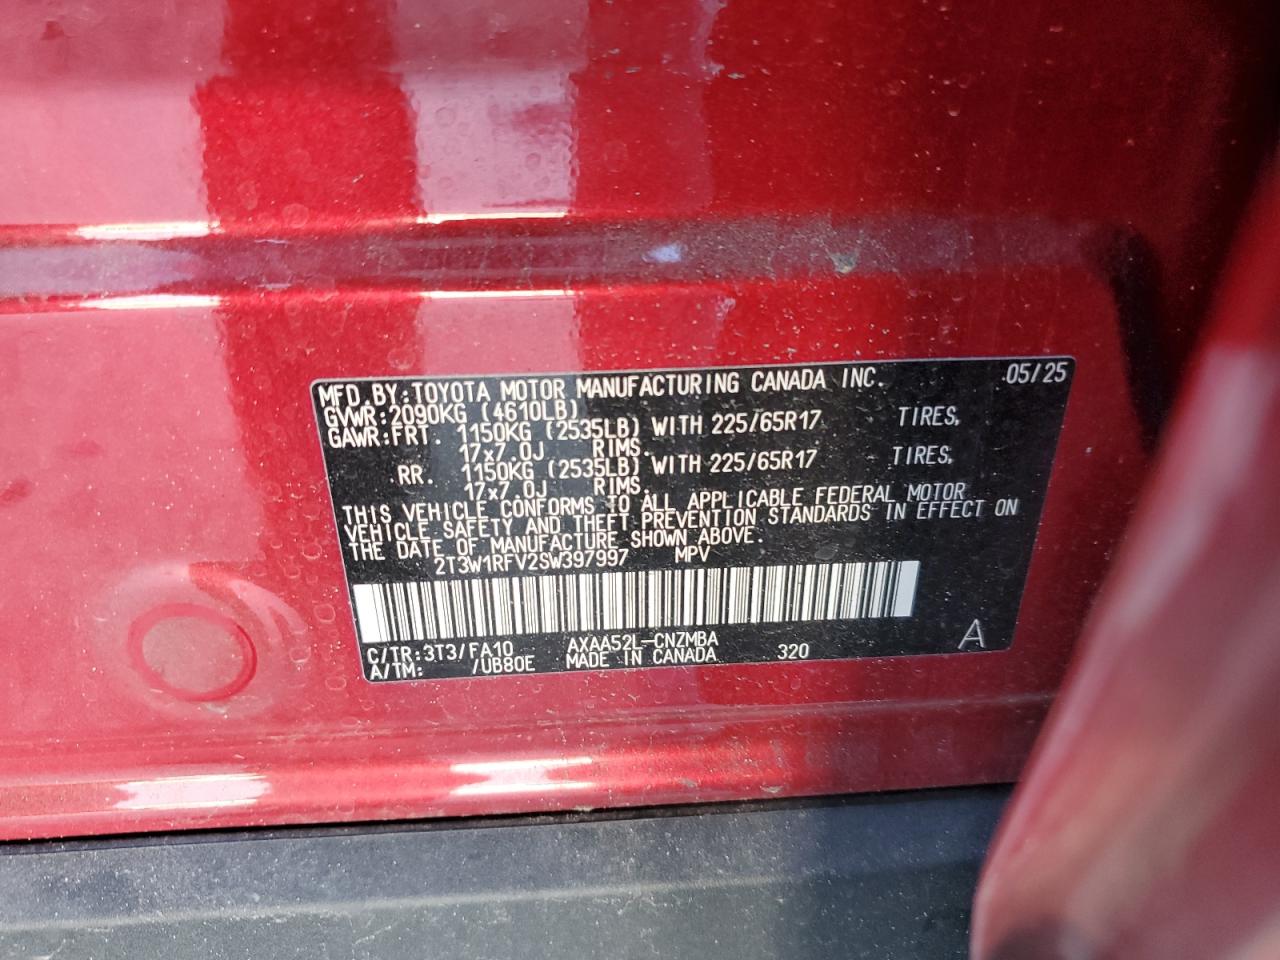 MFD.BY:TOYOTA MOTOR MANUFACTURING CANADA INC. 05/25
GVWR:2090KG (4610LB)
GAWR:FRT. 1150KG (2535LB) WITH 225/65R17 TIRES,
17x7.0J RIMS.
RR. 1150KG (2535LB) WITH 225/65R17 TIRES,
17x7.0J RIMS.
THIS VEHICLE CONFORMS TO ALL APPLICABLE FEDERAL MOTOR
VEHICLE SAFETY AND THEFT PREVENTION STANDARDS IN EFFECT ON
THE DATE OF MANUFACTURE SHOWN ABOVE.
2T3W1RFV2SW397997 MPV
C/TR:3T3/FA10 AXAA52L-CNZMBA
A/TM: /UB80E MADE IN CANADA 320 A